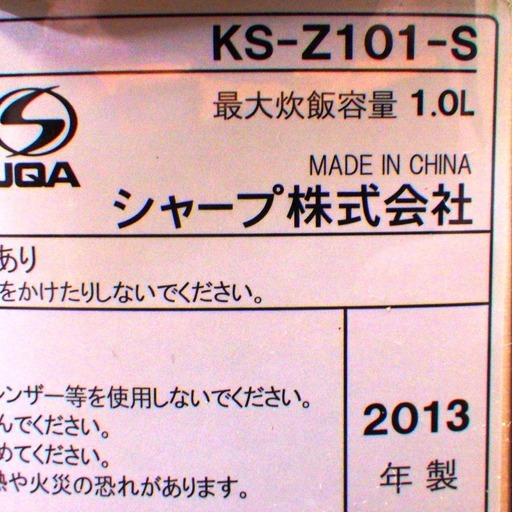 KS-Z101-S
最大炊飯容量 1.0L
JQA
MADE IN CHINA
シャープ株式会社
あり
をかけたりしないでください。
ンザー等を使用しないでください。
んでください。
めてください。
や火災の恐れがあります。
2013
年製